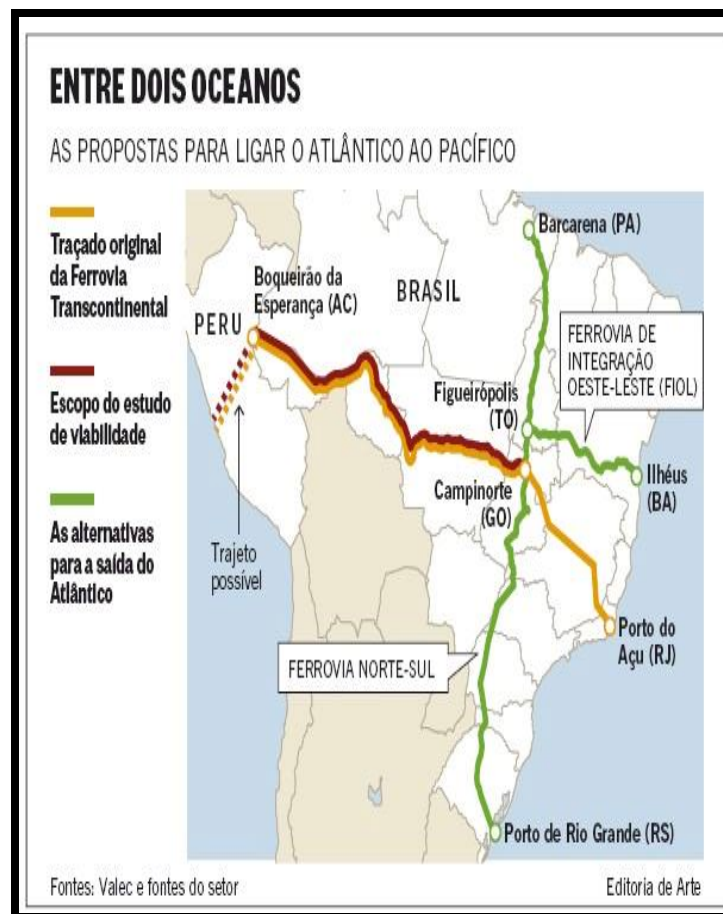 ENTRE DOIS OCEANOS
AS PROPOSTAS PARA LIGAR O ATLÂNTICO AO PACÍFICO
Traçado original
da Ferrovia
Transcontinental
Escopo do estudo
de viabilidade
As alternativas
para a saída do
Atlântico
Barcarena (PA)
Boqueirão da
Esperança (AC)
BRASIL
PERU
FERROVIA DE
INTEGRAÇÃO
OESTE-LESTE (FIOL)
Figueirópolis
(TO)
Ilhéus
(BA)
Campinorte
(GO)
Trajeto
possível
Porto do
Açu (RJ)
FERROVIA NORTE-SUL
Porto de Rio Grande (RS)
Fontes: Valec e fontes do setor
Editoria de Arte